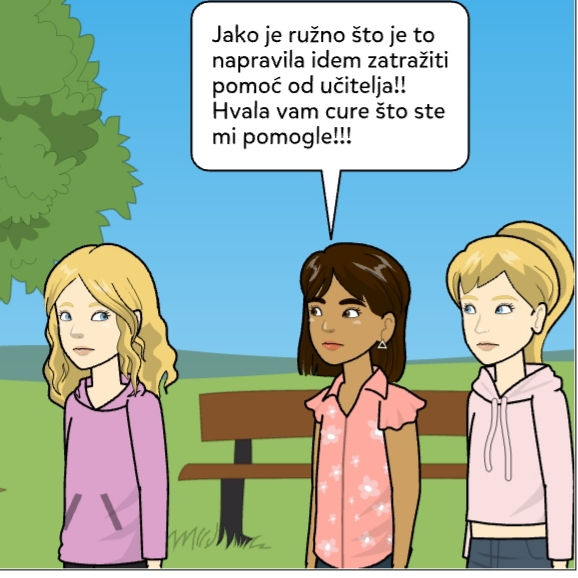 Jako je ružno što je to
napravila idem zatražiti
pomoć od učitelja!!
Hvala vam cure što ste
mi pomogle!!!